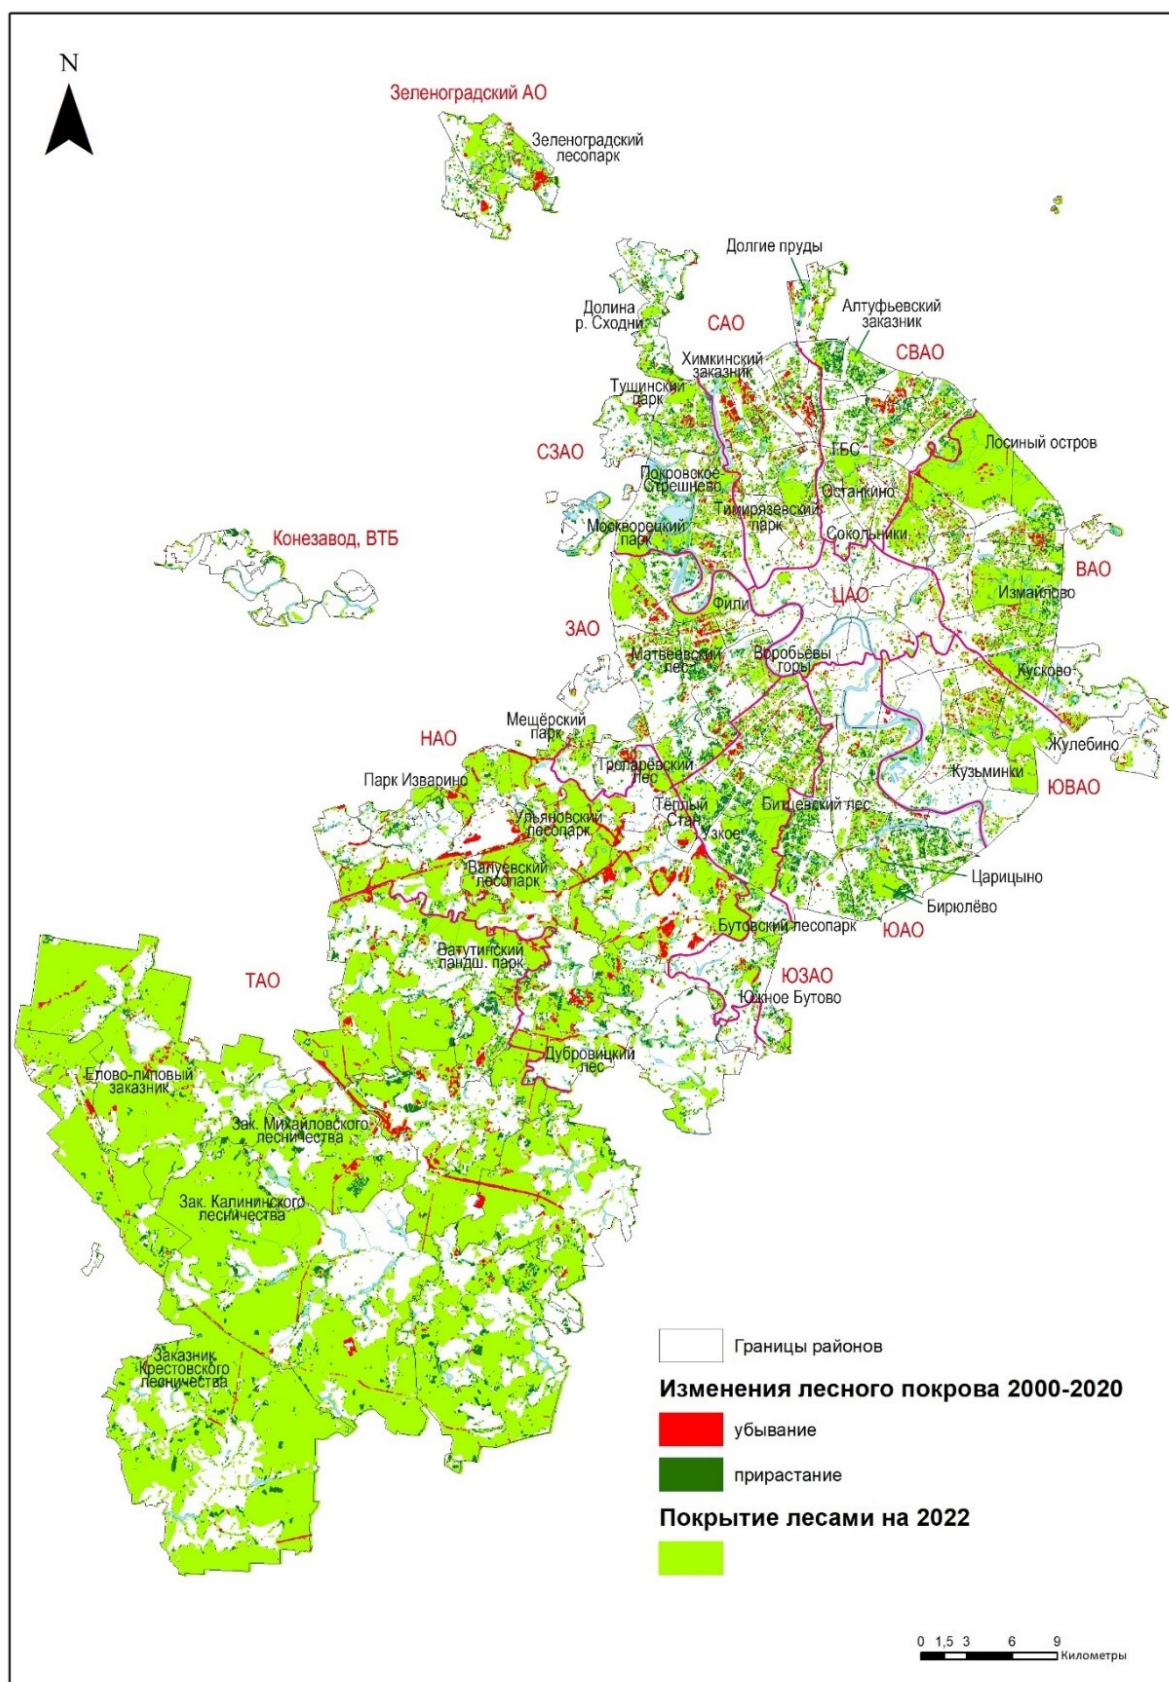 N
Зеленоградский АО
Зеленоградский
лесопарк
Долгие пруды
Алтуфьевский
заказник
Долина
р. Сходни
САО
СВАО
Химкинский
заказник
Тушинский
парк
Лосиный остров
СЗАО
ГБС
Покровское-
Стрешнево
Останкино
Тимирязевский
парк
Москворецкий
парк
Сокольники
Конезавод, ВТБ
ВАО
Измайлово
ЦАО
Фили
ЗАО
Матвеевский
лес
Воробьёвы
горы
Кусково
Мещёрский
парк
НАО
Жулебино
Тропарёвский
лес
Кузьминки
ЮВАО
Парк Изварино
Тёплый
Стан
Битцевский лес
Ульяновский
лесопарк
Узкое
Валуевский
лесопарк
Царицыно
Бирюлёво
Бутовский лесопарк
ЮАО
Ватутинский
ландш. парк
ТАО
ЮЗАО
Южное Бутово
Дубровицкий
лес
Елово-липовый
заказник
Зак. Михайловского
лесничества
Зак. Калининского
лесничества
Заказник
Крестовского
лесничества
Границы районов
Изменения лесного покрова 2000-2020
убывание
прирастание
Покрытие лесами на 2022
0 1,5 3 6 9
Километры